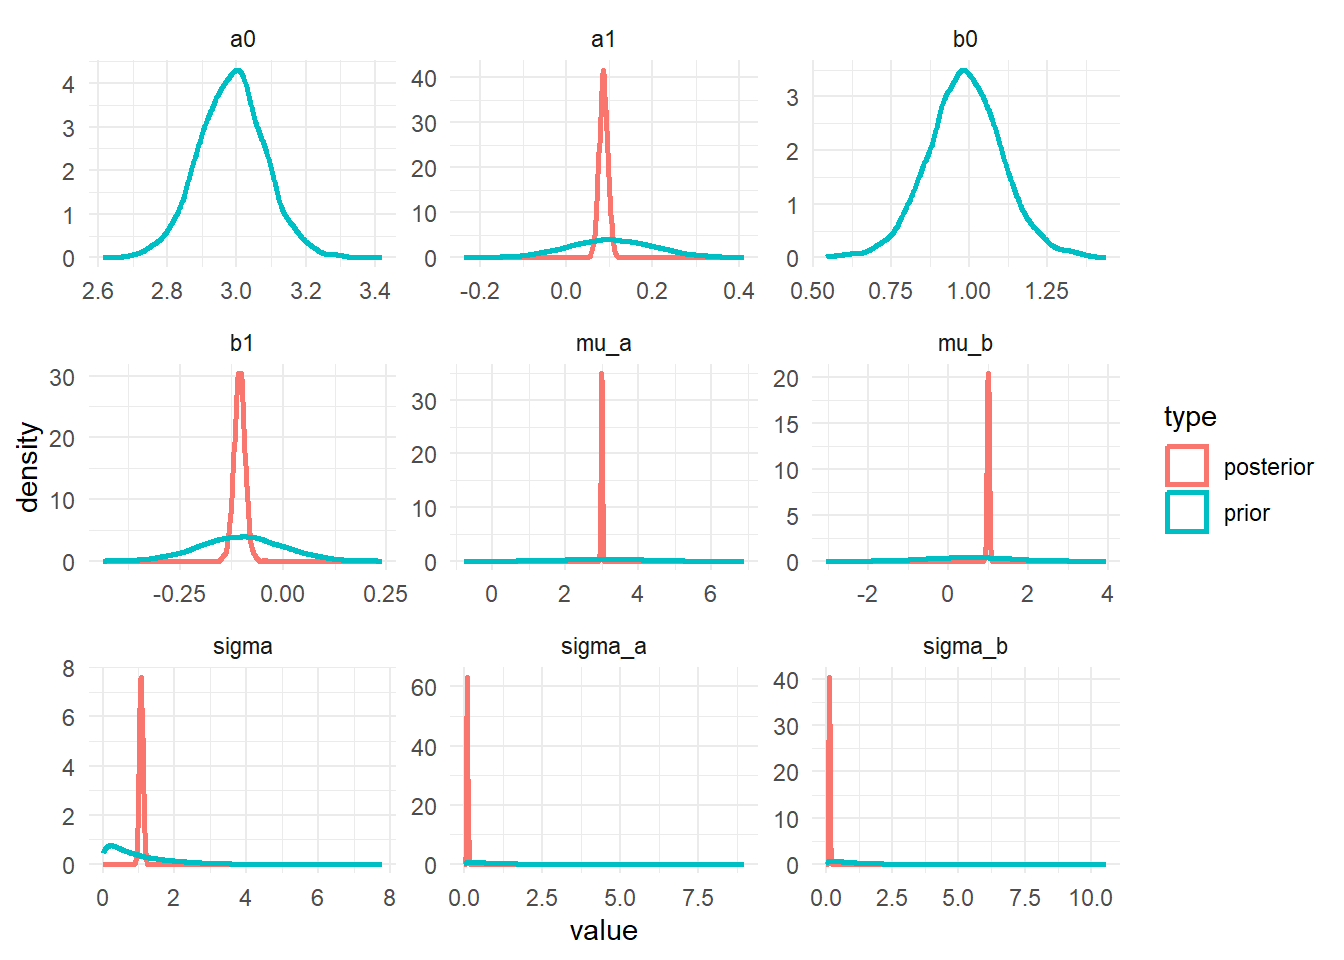 a0 a1 b0
4 3 2 1 0
40 30 20 10 0
3 2 1 0
2.6 2.8 3.0 3.2 3.4
-0.2 0.0 0.2 0.4
0.50 0.75 1.00 1.25
b1 mu_a mu_b
30 20 10 0
30 20 10 0
20 15 10 5 0
-0.25 0.00 0.25
0 2 4 6
-2 0 2 4
sigma sigma_a sigma_b
8 6 4 2 0
60 40 20 0
40 30 20 10 0
0 2 4 6 8
0.0 2.5 5.0 7.5
0.0 2.5 5.0 7.5 10.0
density
value
type
posterior
prior